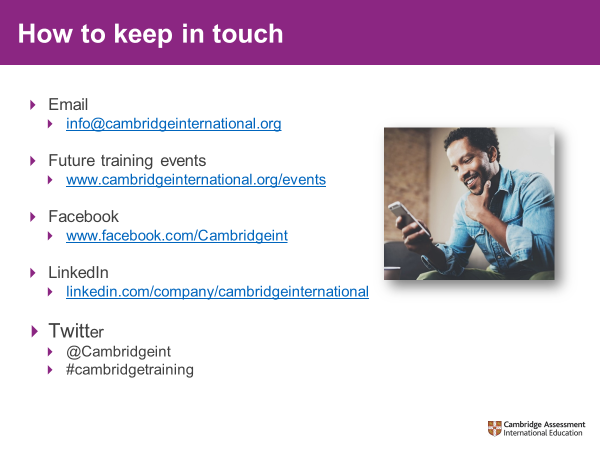 How to keep in touch
Email
info@cambridgeinternational.org
Future training events
www.cambridgeinternational.org/events
Facebook
www.facebook.com/Cambridgeint
LinkedIn
linkedin.com/company/cambridgeinternational
Twitter
@Cambridgeint
#cambridgetraining
Cambridge Assessment
International Education